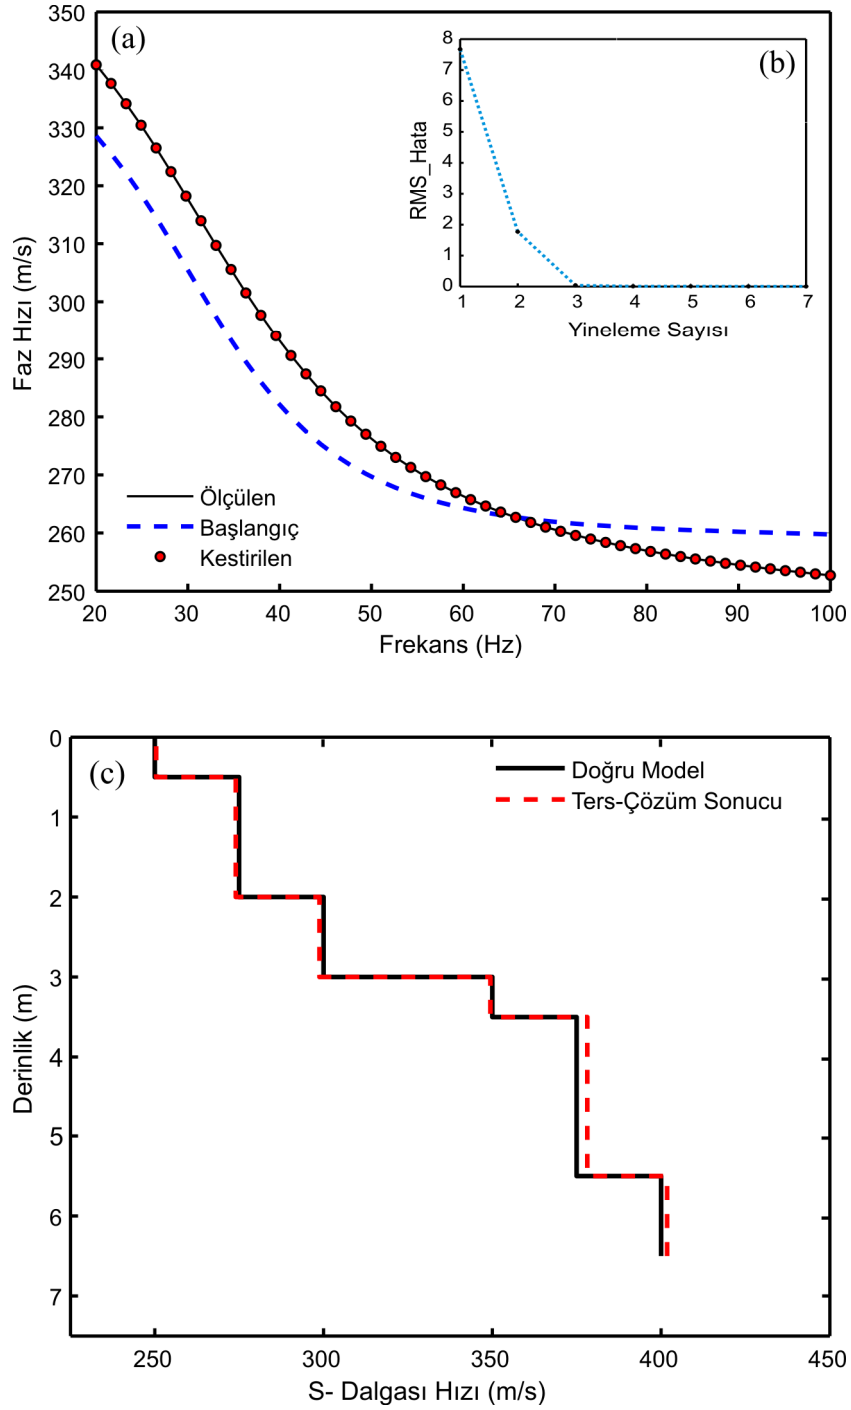 (a)
350
340
330
320
310
300
290
280
270
260
250
Faz Hızı (m/s)
20 30 40 50 60 70 80 90 100
Frekans (Hz)
Ölçülen
Başlangıç
Kestirilen
(b)
8
7
6
5
4
3
2
1
0
RMS_Hata
1 2 3 4 5 6 7
Yineleme Sayısı
(c)
0
1
2
3
4
5
6
7
Derinlik (m)
Doğru Model
Ters-Çözüm Sonucu
250 300 350 400 450
S- Dalgası Hızı (m/s)